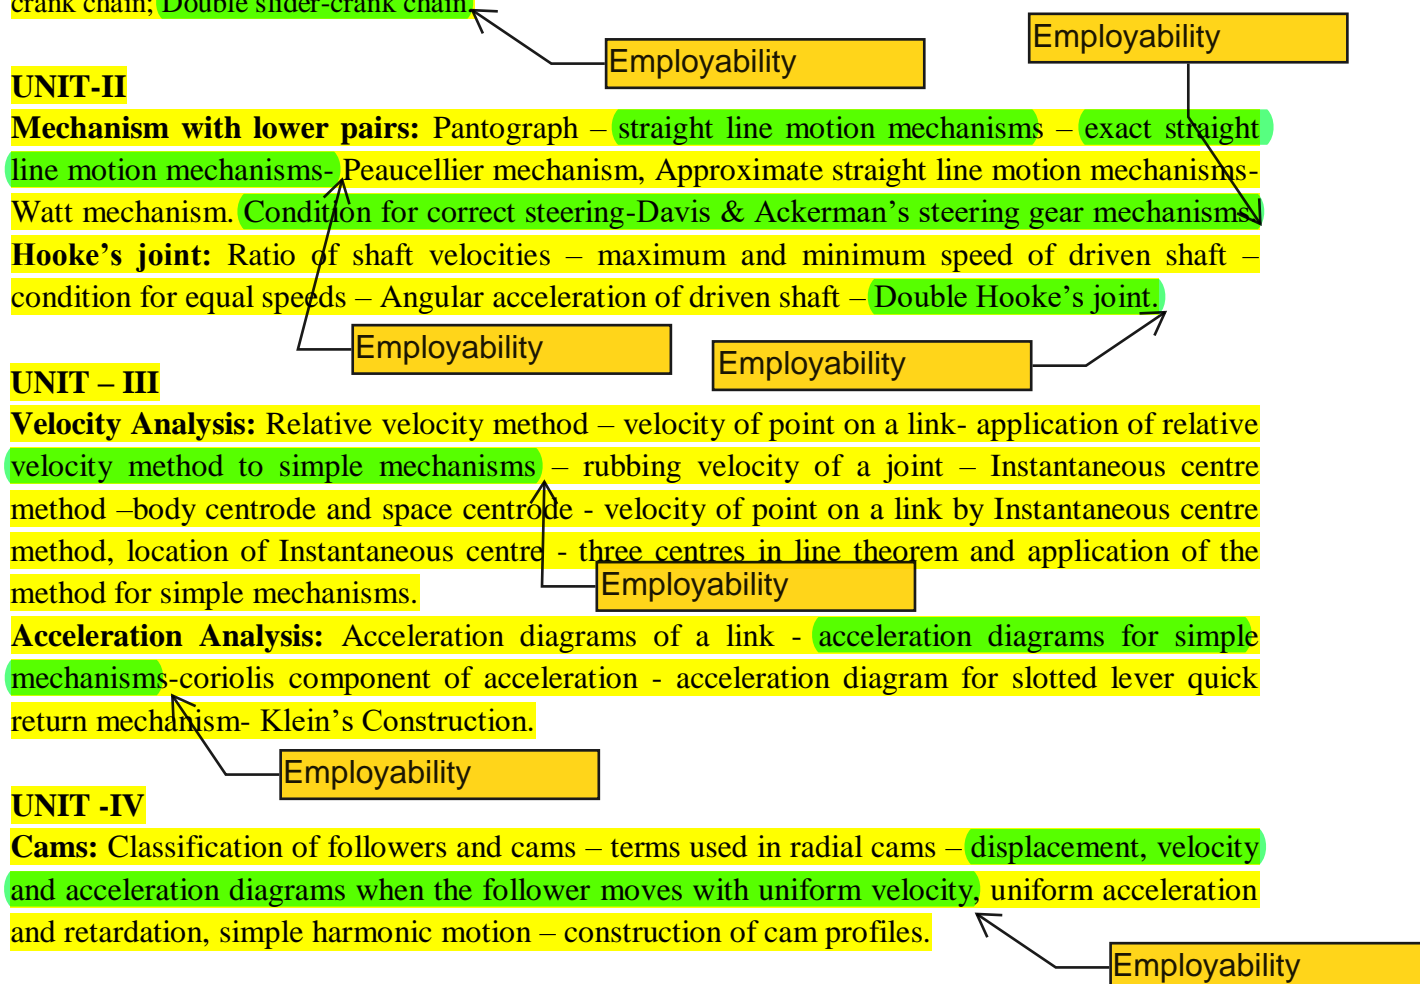 crank chain; Double slider-crank chain.
Employability
Employability
UNIT-II
Mechanism with lower pairs: Pantograph – straight line motion mechanisms – exact straight
line motion mechanisms- Peaucellier mechanism, Approximate straight line motion mechanisms-
Watt mechanism. Condition for correct steering-Davis & Ackerman’s steering gear mechanisms.
Hooke’s joint: Ratio of shaft velocities – maximum and minimum speed of driven shaft –
condition for equal speeds – Angular acceleration of driven shaft – Double Hooke’s joint.
Employability
Employability
UNIT – III
Velocity Analysis: Relative velocity method – velocity of point on a link- application of relative
velocity method to simple mechanisms – rubbing velocity of a joint – Instantaneous centre
method –body centrode and space centrode - velocity of point on a link by Instantaneous centre
method, location of Instantaneous centre - three centres in line theorem and application of the
Employability
method for simple mechanisms.
Acceleration Analysis: Acceleration diagrams of a link - acceleration diagrams for simple
mechanisms-coriolis component of acceleration - acceleration diagram for slotted lever quick
return mechanism- Klein’s Construction.
Employability
UNIT -IV
Cams: Classification of followers and cams – terms used in radial cams – displacement, velocity
and acceleration diagrams when the follower moves with uniform velocity, uniform acceleration
and retardation, simple harmonic motion – construction of cam profiles.
Employability